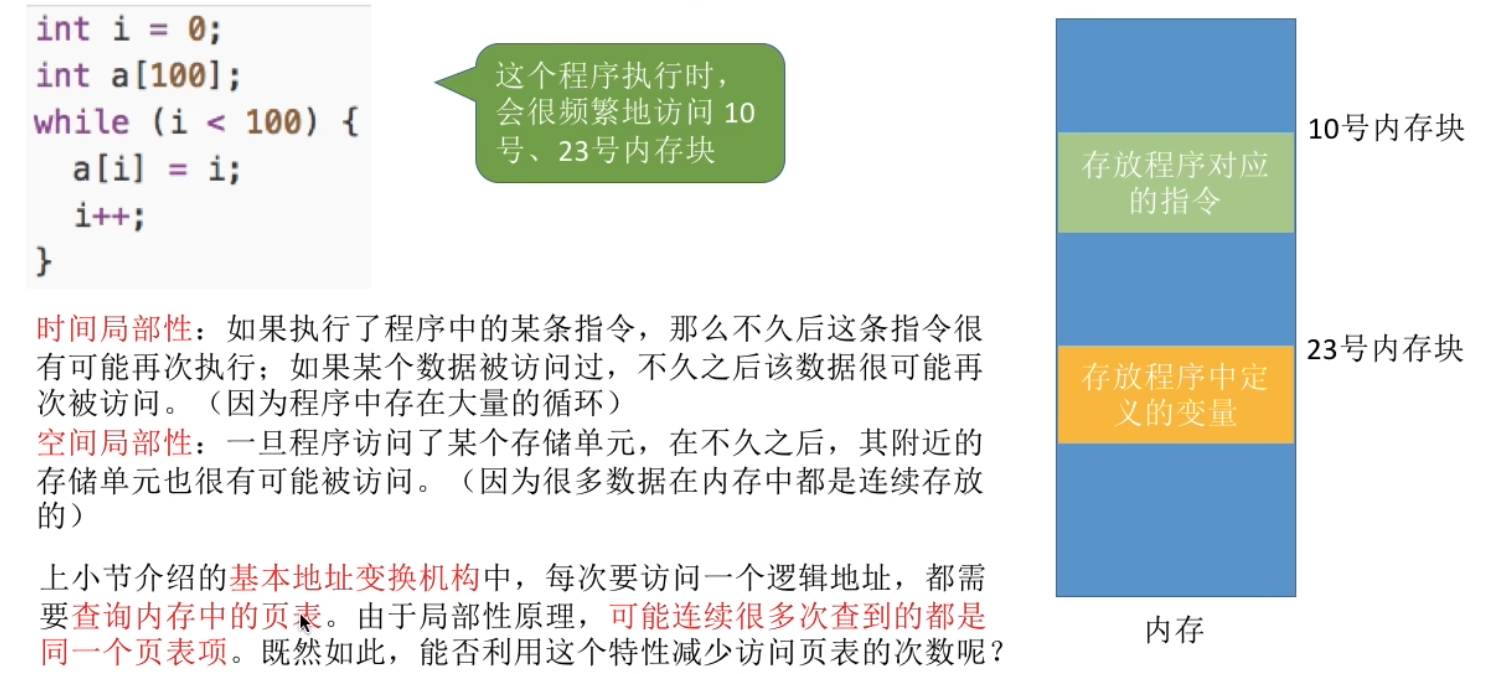 int i = 0;
int a[100];
while (i < 100) {
  a[i] = i;
  i++;
}
这个程序执行时，
会很频繁地访问 10
号、23号内存块
10号内存块
存放程序对应
的指令
23号内存块
存放程序中定
义的变量
内存
时间局部性：如果执行了程序中的某条指令，那么不久后这条指令很
有可能再次执行；如果某个数据被访问过，不久之后该数据很可能再
次被访问。（因为程序中存在大量的循环）
空间局部性：一旦程序访问了某个存储单元，在不久之后，其附近的
存储单元也很有可能被访问。（因为很多数据在内存中都是连续存放
的）
上小节介绍的基本地址变换机构中，每次要访问一个逻辑地址，都需
要查询内存中的页表。由于局部性原理，可能连续很多次查到的都是
同一个页表项。既然如此，能否利用这个特性减少访问页表的次数呢？